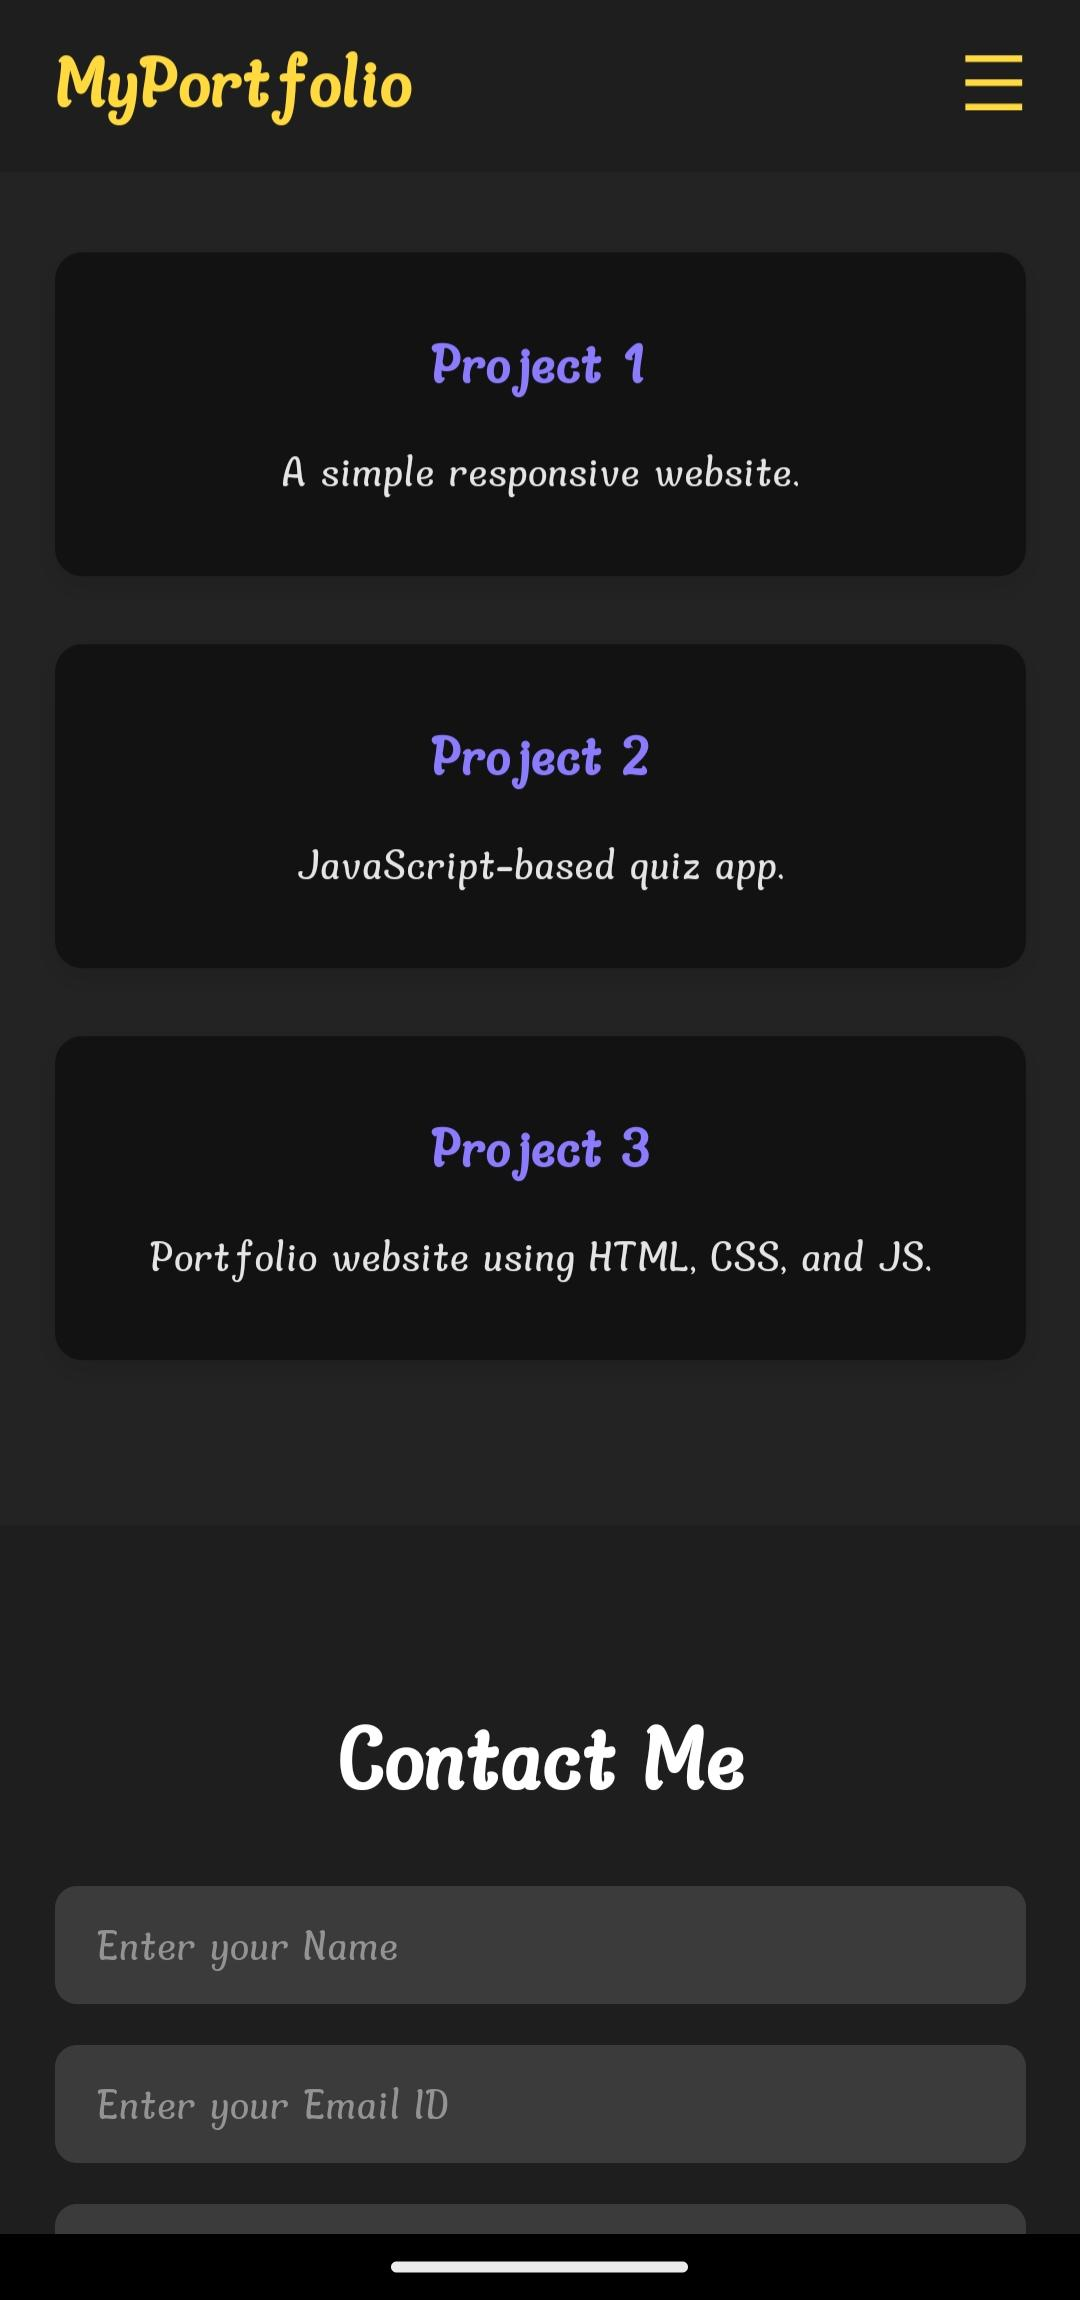 MyPortfolio
Project 1
A simple responsive website.
Project 2
JavaScript-based quiz app.
Project 3
Portfolio website using HTML, CSS, and JS.
Contact Me
Enter your Name
Enter your Email ID